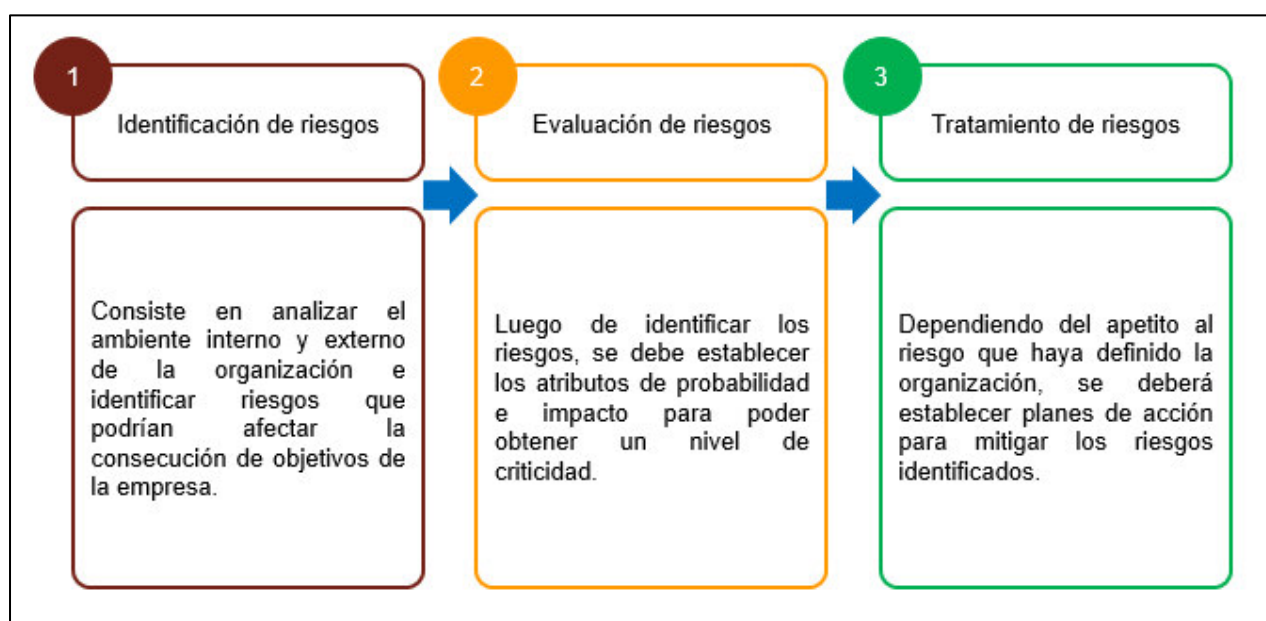 1
Identificación de riesgos
Consiste en analizar el
ambiente interno y externo
de la organización e
identificar riesgos que
podrían afectar la
consecución de objetivos de
la empresa.
2
Evaluación de riesgos
Luego de identificar los
riesgos, se debe establecer
los atributos de probabilidad
e impacto para poder
obtener un nivel de
criticidad.
3
Tratamiento de riesgos
Dependiendo del apetito al
riesgo que haya definido la
organización, se deberá
establecer planes de acción
para mitigar los riesgos
identificados.